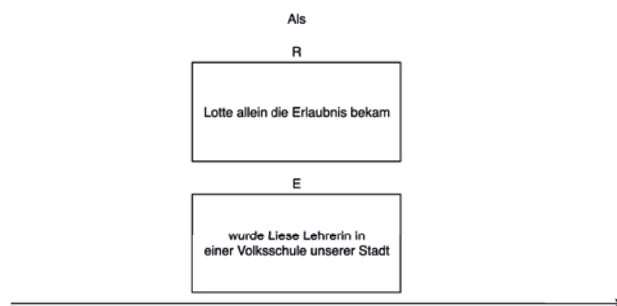 Als
R
Lotte allein die Erlaubnis bekam
E
wurde Liese Lehrerin in
einer Volksschule unserer Stadt